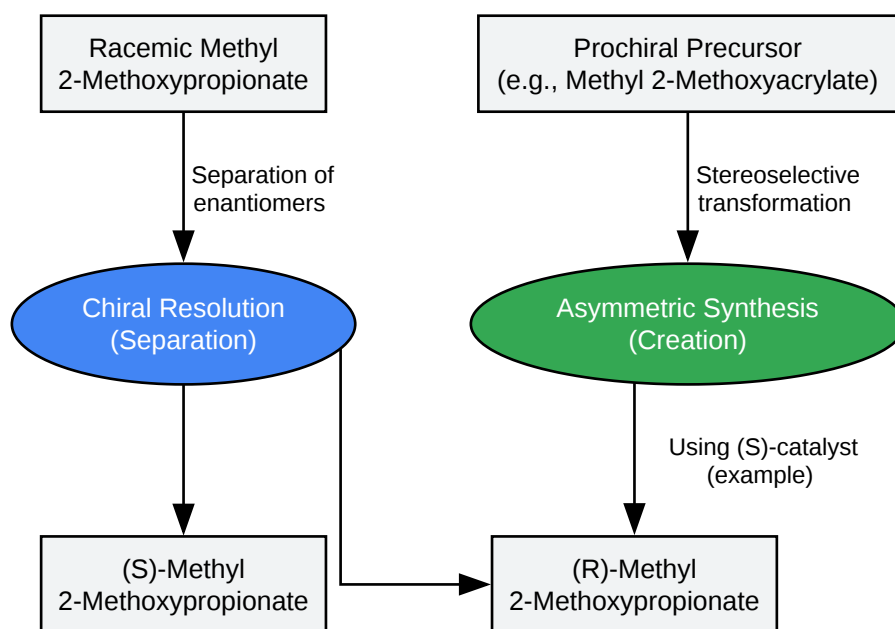 Racemic Methyl
2-Methoxypropionate
Prochiral Precursor
(e.g., Methyl 2-Methoxyacrylate)
Separation of
enantiomers
Stereoselective
transformation
Chiral Resolution
(Separation)
Asymmetric Synthesis
(Creation)
Using (S)-catalyst
(example)
(S)-Methyl
2-Methoxypropionate
(R)-Methyl
2-Methoxypropionate